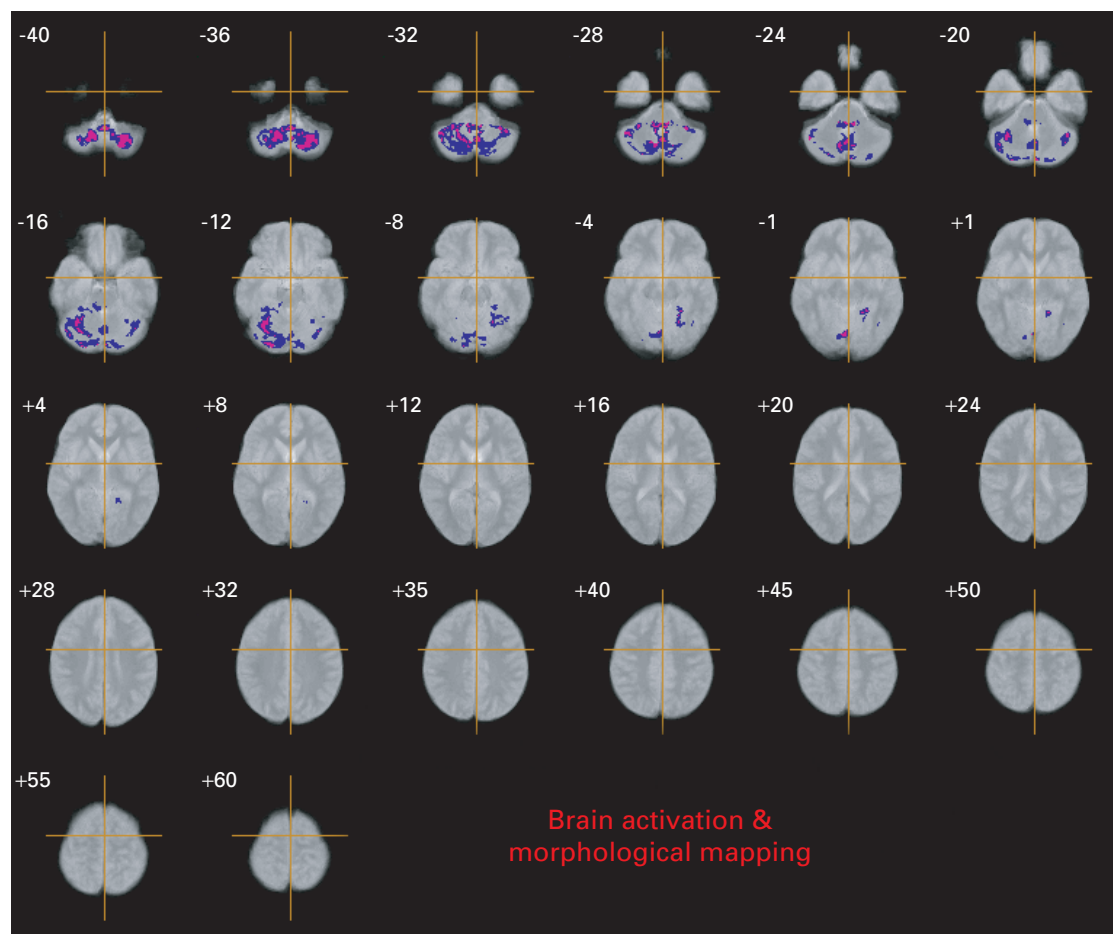 -40 -36 -32 -28 -24 -20
-16 -12 -8 -4 -1 +1
+4 +8 +12 +16 +20 +24
+28 +32 +35 +40 +45 +50
+55 +60
Brain activation &
morphological mapping